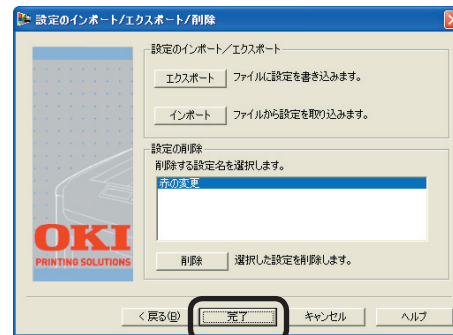 設定のインポート/エクスポート/削除
設定のインポート/エクスポート
エクスポート ファイルに設定を書き込みます。
インポート ファイルから設定を取り込みます。
設定の削除
削除する設定名を選択します。
赤の変更
削除 選択した設定を削除します。
OKI
PRINTING SOLUTIONS
< 戻る(B) 完了 キャンセル ヘルプ